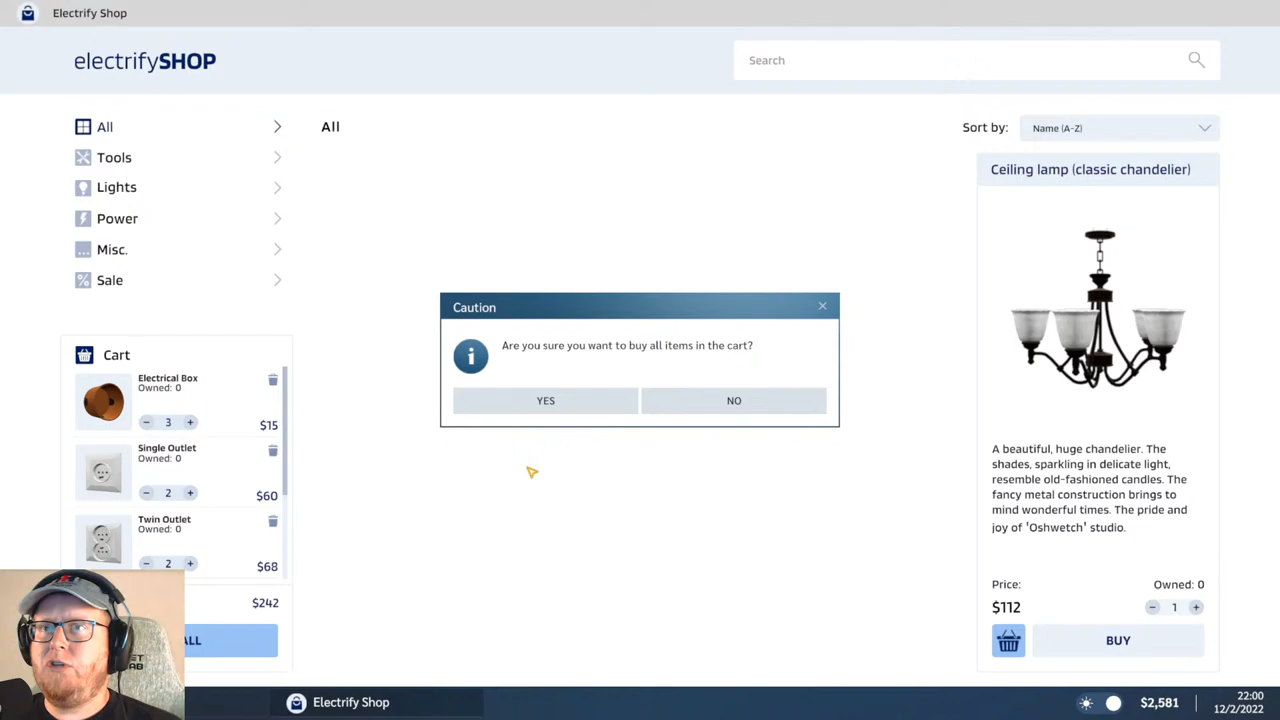 Electrify Shop
electrifySHOP
Search
All
Tools
Lights
Power
Misc.
Sale
All
Sort by:
Name (A-Z)
Cart
Electrical Box
Owned: 0
3
$15
Single Outlet
Owned: 0
2
$60
Twin Outlet
Owned: 0
2
$68
$242
ALL
Caution
Are you sure you want to buy all items in the cart?
YES
NO
Ceiling lamp (classic chandelier)
A beautiful, huge chandelier. The
shades, sparkling in delicate light,
resemble old-fashioned candles. The
fancy metal construction brings to
mind wonderful times. The pride and
joy of 'Oshwetch' studio.
Price:
Owned: 0
$112
1
BUY
Electrify Shop
$2,581
22:00
12/2/2022